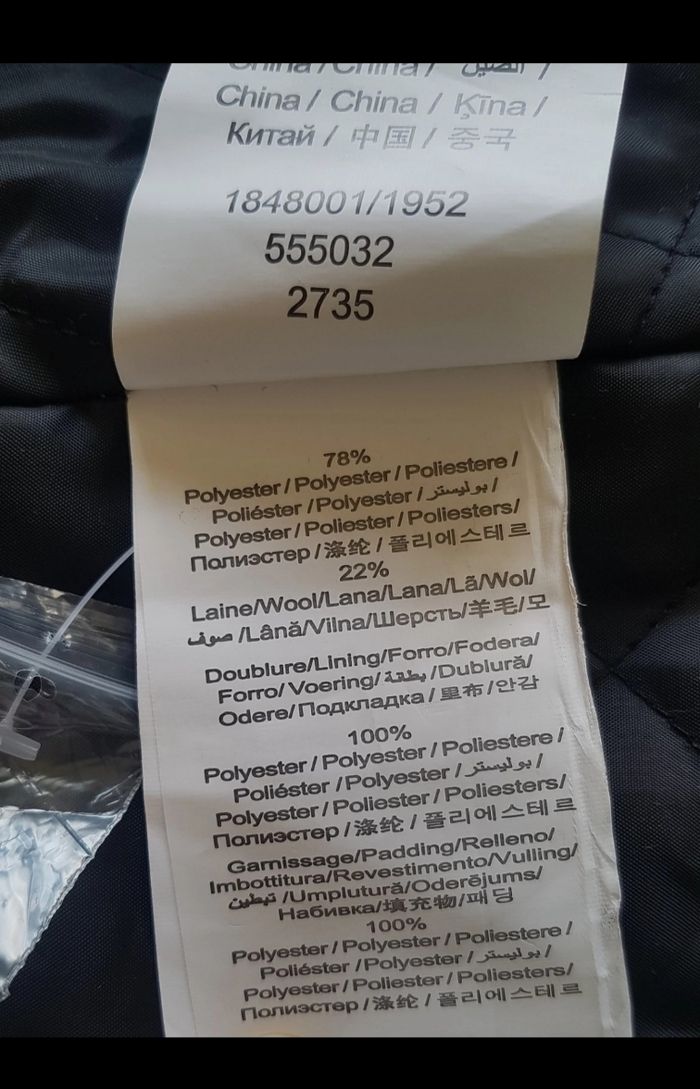 China / China / الصين /
China / China / Ķīna /
Китай / 中国 / 중국
1848001/1952
555032
2735
78%
Polyester / Polyester / Poliestere /
Poliéster / Polyester / بوليستر /
Polyester / Poliester / Poliesters/
Полиэстер / 涤纶 / 폴리에스테르
22%
Laine/Wool/Lana/Lana/Lã/Wol/
صوف /Lână/Vilna/Шерсть/羊毛/모
Doublure/Lining/Forro/Fodera/
Forro/ Voering/ بطانة /Dublură/
Odere/Подкладка / 里布 /안감
100%
Polyester / Polyester / Poliestere /
Poliéster / Polyester / بوليستر /
Polyester / Poliester / Poliesters/
Полиэстер / 涤纶 / 폴리에스테르
Garnissage/Padding/Relleno/
Imbottitura/Revestimento/Vulling/
تبطين /Umplutură/Oderējums/
Набивка/填充物/패딩
100%
Polyester / Polyester / Poliestere /
Poliéster / Polyester / بوليستر /
Polyester / Poliester / Poliesters/
Полиэстер / 涤纶 / 폴리에스테르